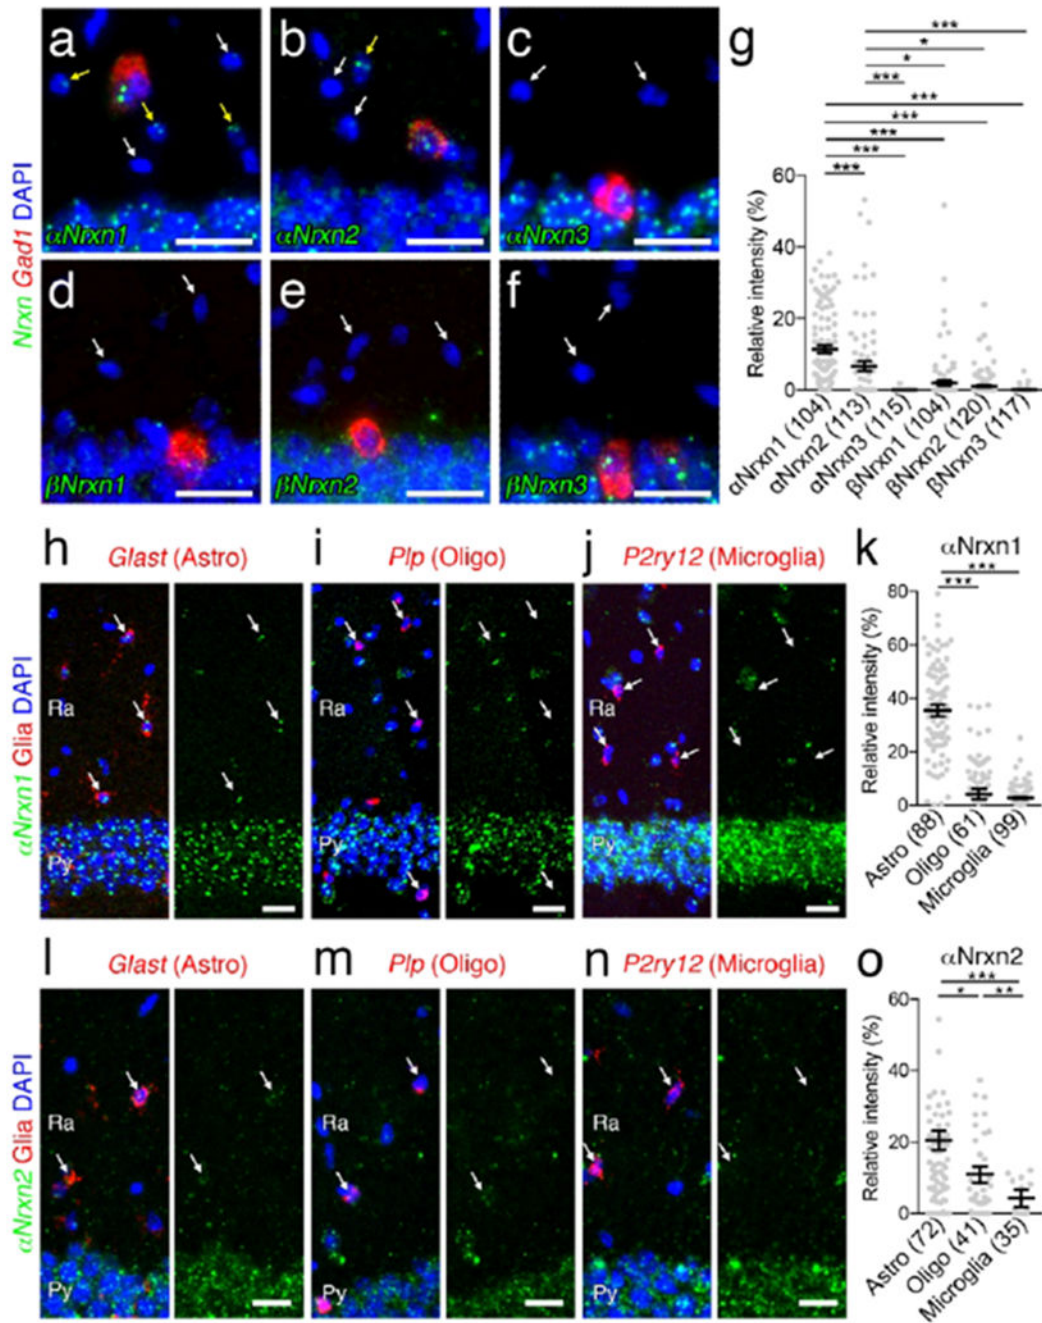 a
b
c
g
αNrxn1
αNrxn2
αNrxn3
d
e
f
βNrxn1
βNrxn2
βNrxn3
Nrxn Gad1 DAPI
***
*
*
***
***
***
***
***
***
Relative intensity (%)
60
40
20
0
αNrxn1 (104)
αNrxn2 (113)
αNrxn3 (115)
βNrxn1 (104)
βNrxn2 (120)
βNrxn3 (117)
h Glast (Astro)
i Plp (Oligo)
j P2ry12 (Microglia)
k αNrxn1
αNrxn1 Glia DAPI
Ra
Ra
Ra
Py
Py
Py
***
***
Relative intensity (%)
80
60
40
20
0
Astro (88)
Oligo (61)
Microglia (99)
l Glast (Astro)
m Plp (Oligo)
n P2ry12 (Microglia)
o αNrxn2
αNrxn2 Glia DAPI
Ra
Ra
Ra
Py
Py
Py
***
*
**
Relative intensity (%)
60
40
20
0
Astro (72)
Oligo (41)
Microglia (35)